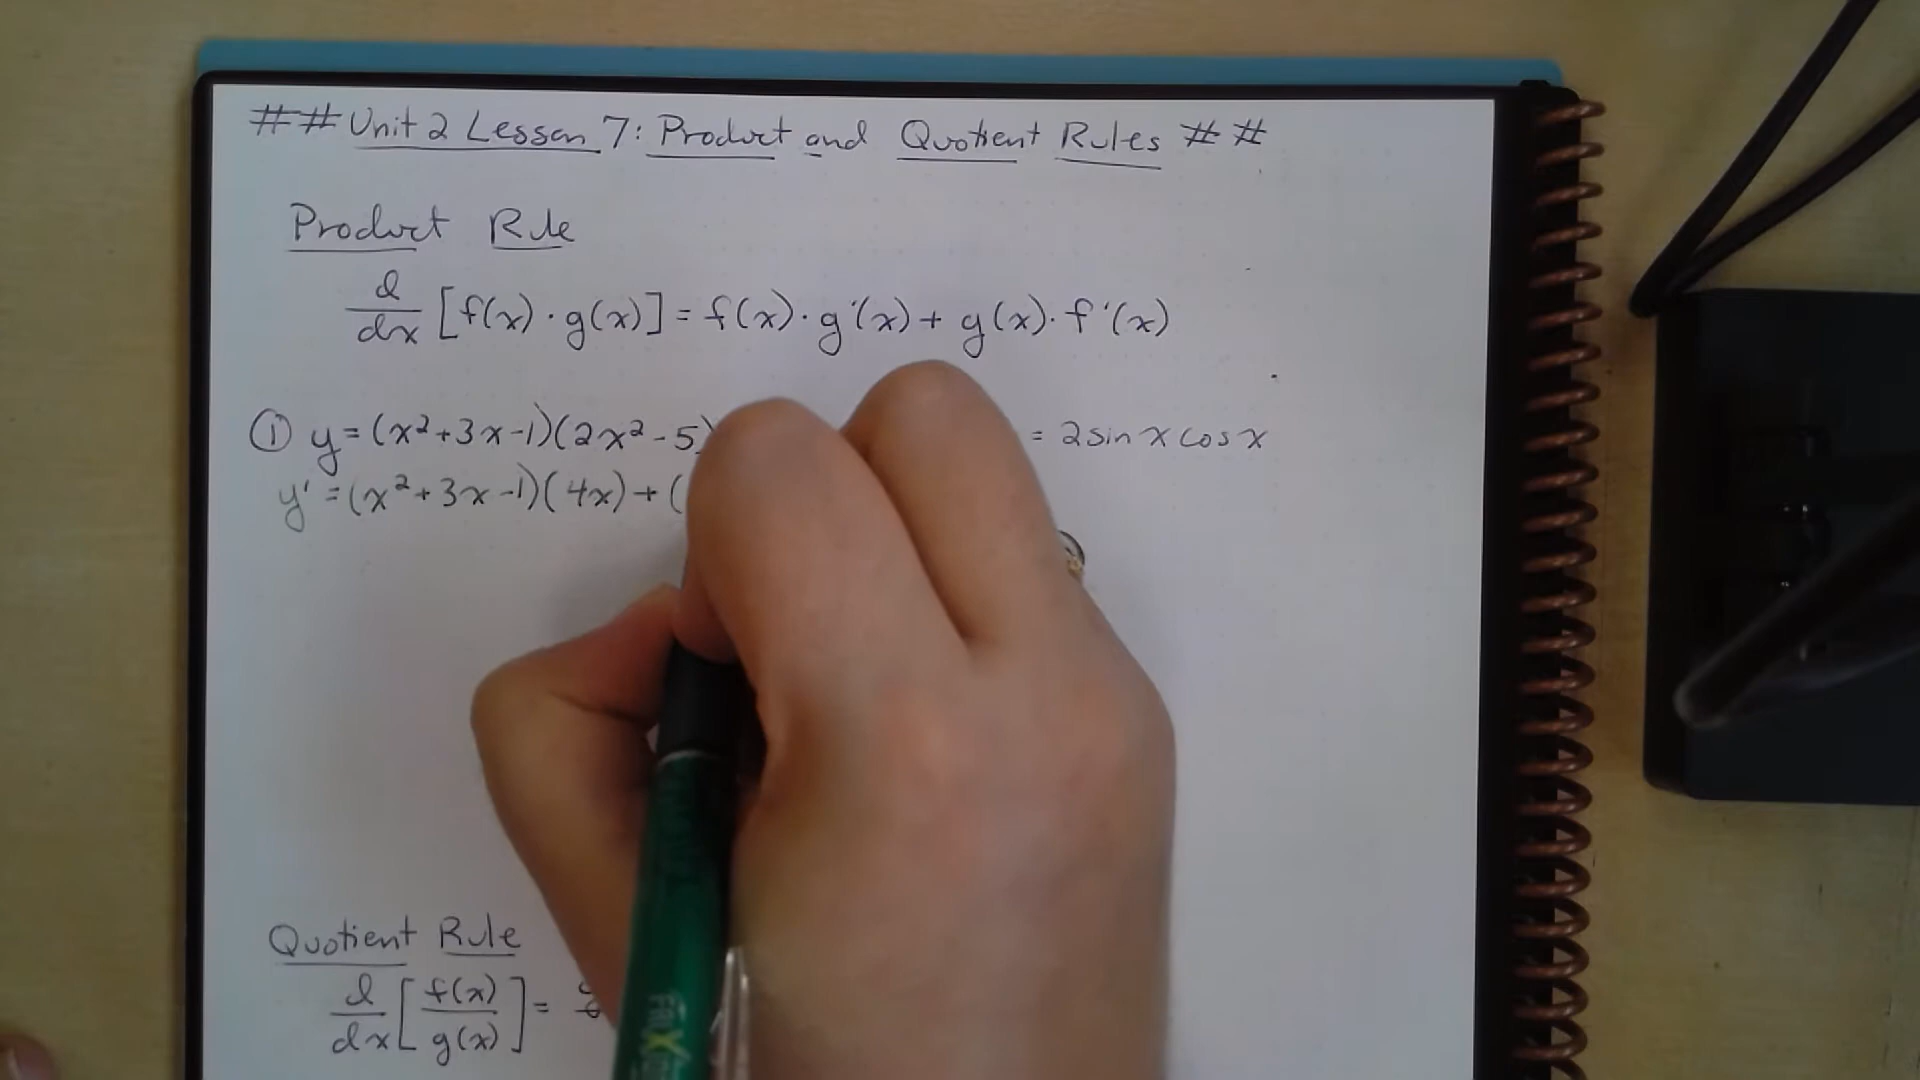 ## Unit 2 Lesson 7: Product and Quotient Rules ##
Product Rule
d/dx [f(x) · g(x)] = f(x) · g'(x) + g(x) · f'(x)
① y = (x²+3x-1)(2x²-5)
= 2 sin x cos x
y' = (x²+3x-1)(4x) + (
Quotient Rule
d/dx [f(x)/g(x)] =